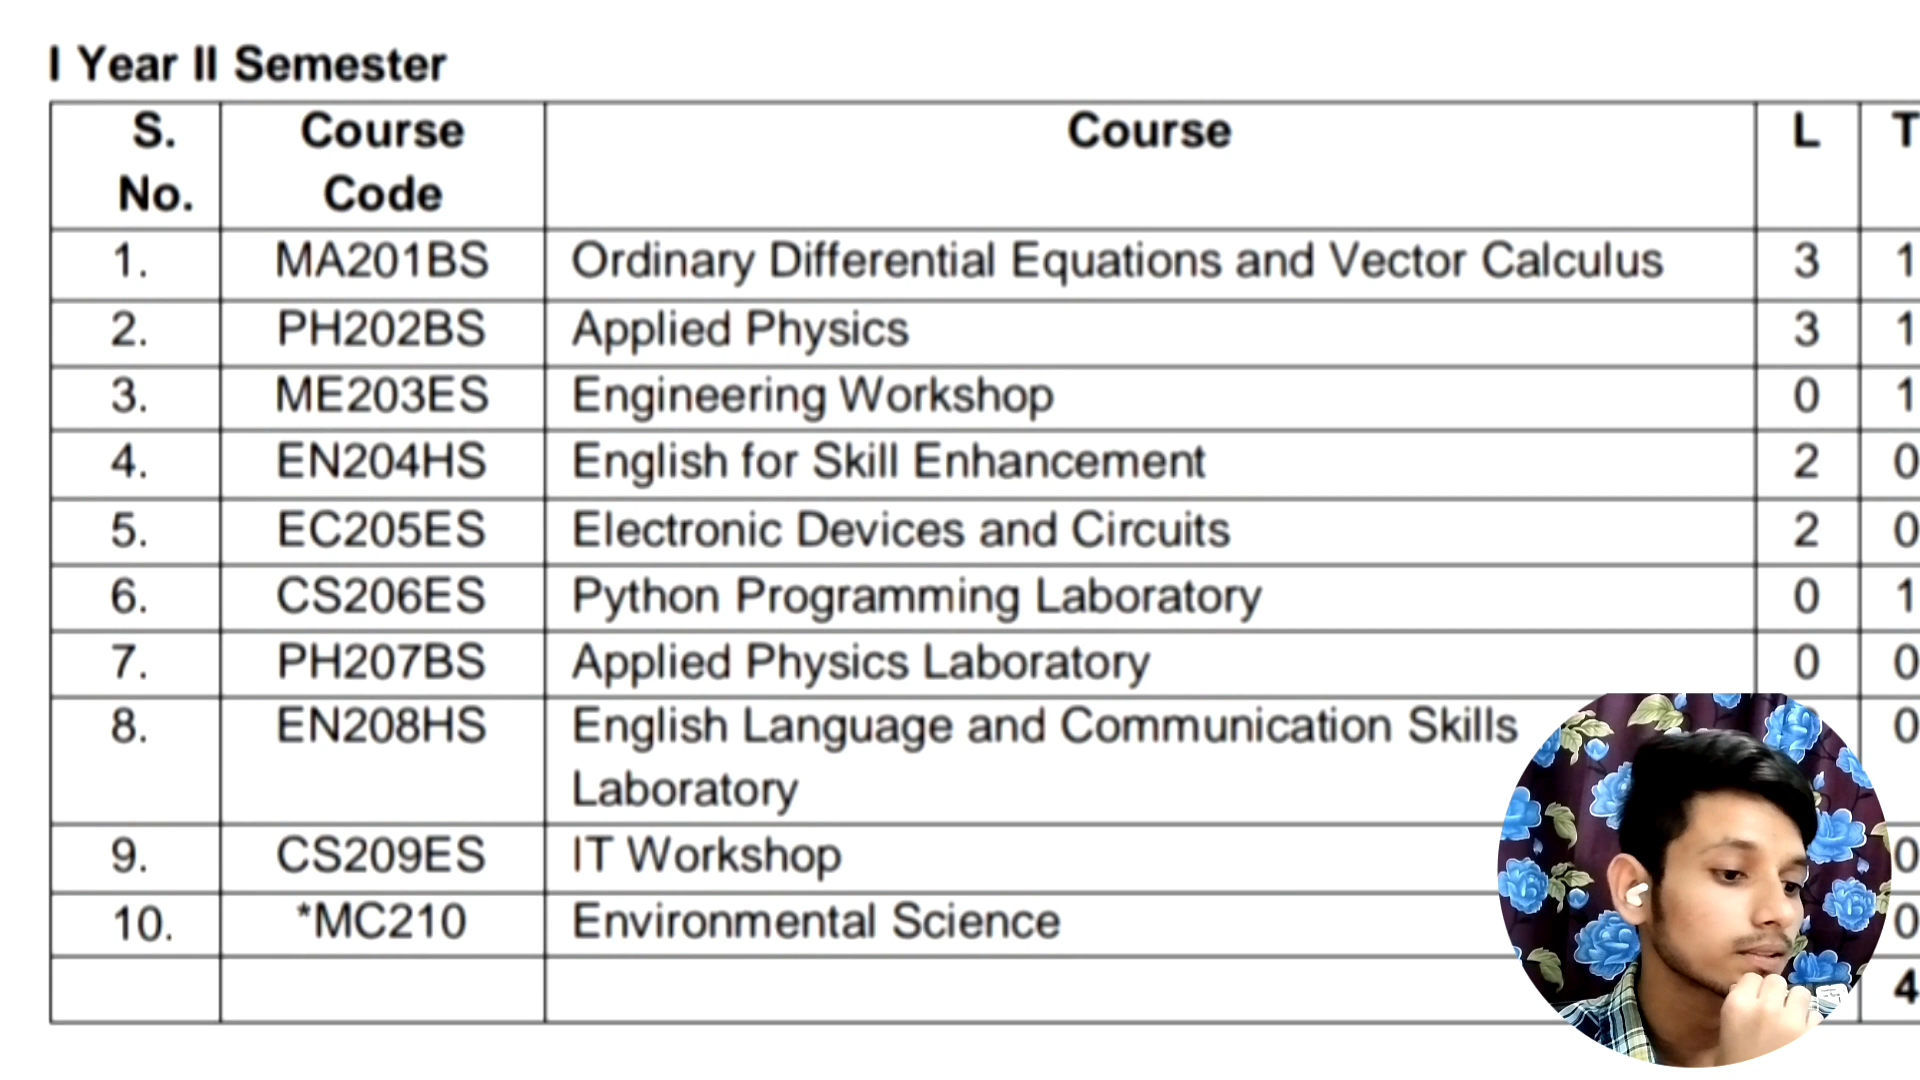 I Year II Semester
S. No. Course Code Course L T
1. MA201BS Ordinary Differential Equations and Vector Calculus 3 1
2. PH202BS Applied Physics 3 1
3. ME203ES Engineering Workshop 0 1
4. EN204HS English for Skill Enhancement 2 0
5. EC205ES Electronic Devices and Circuits 2 0
6. CS206ES Python Programming Laboratory 0 1
7. PH207BS Applied Physics Laboratory 0 0
8. EN208HS English Language and Communication Skills 0
Laboratory
9. CS209ES IT Workshop 0
10. *MC210 Environmental Science 0
4